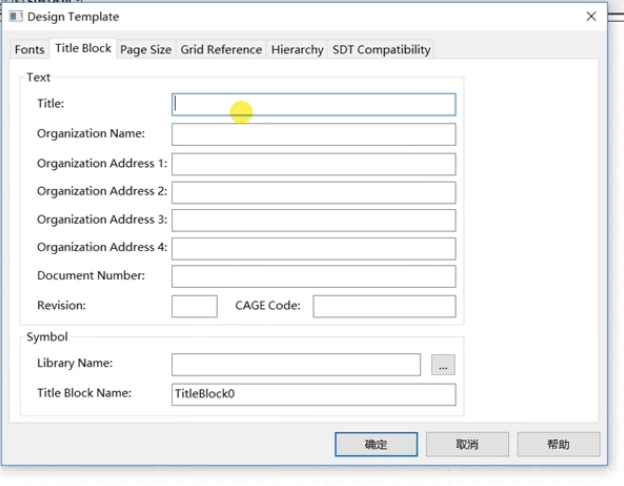 Design Template
Fonts Title Block Page Size Grid Reference Hierarchy SDT Compatibility
Text
Title:
Organization Name:
Organization Address 1:
Organization Address 2:
Organization Address 3:
Organization Address 4:
Document Number:
Revision: CAGE Code:
Symbol
Library Name: ...
Title Block Name: TitleBlock0
确定 取消 帮助